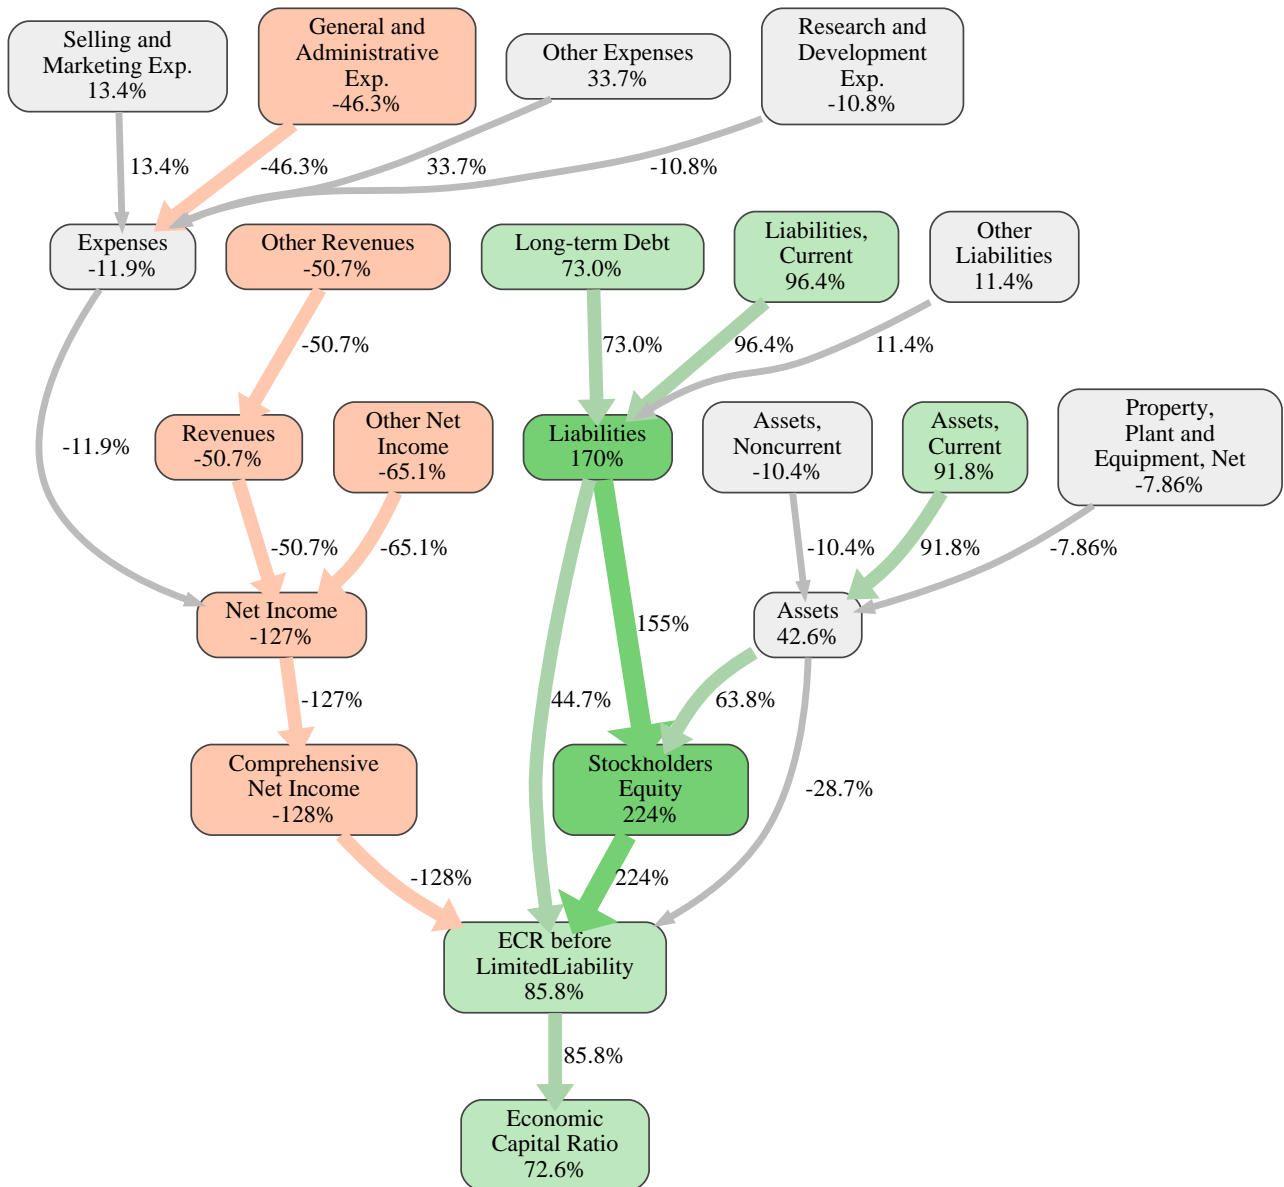 Selling and
Marketing Exp.
13.4%
General and
Administrative
Exp.
-46.3%
Other Expenses
33.7%
Research and
Development
Exp.
-10.8%
13.4%
-46.3%
33.7%
-10.8%
Expenses
-11.9%
Other Revenues
-50.7%
Long-term Debt
73.0%
Liabilities,
Current
96.4%
Other
Liabilities
11.4%
-50.7%
73.0%
96.4%
11.4%
-11.9%
Revenues
-50.7%
Other Net
Income
-65.1%
Liabilities
170%
Assets,
Noncurrent
-10.4%
Assets,
Current
91.8%
Property,
Plant and
Equipment, Net
-7.86%
-50.7%
-65.1%
-10.4%
91.8%
-7.86%
Net Income
-127%
155%
Assets
42.6%
-127%
44.7%
63.8%
Comprehensive
Net Income
-128%
Stockholders
Equity
224%
-28.7%
-128%
224%
ECR before
LimitedLiability
85.8%
85.8%
Economic
Capital Ratio
72.6%